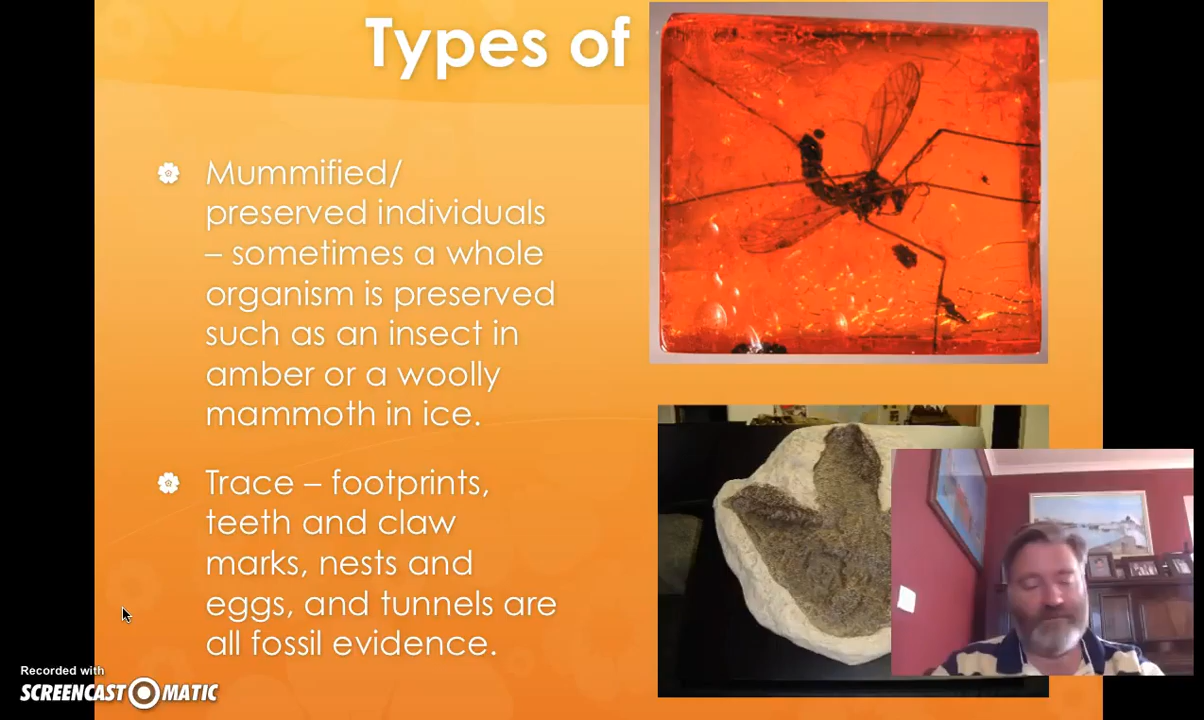 Types of
Mummified/
preserved individuals
– sometimes a whole
organism is preserved
such as an insect in
amber or a woolly
mammoth in ice.
Trace – footprints,
teeth and claw
marks, nests and
eggs, and tunnels are
all fossil evidence.
Recorded with
SCREENCAST MATIC